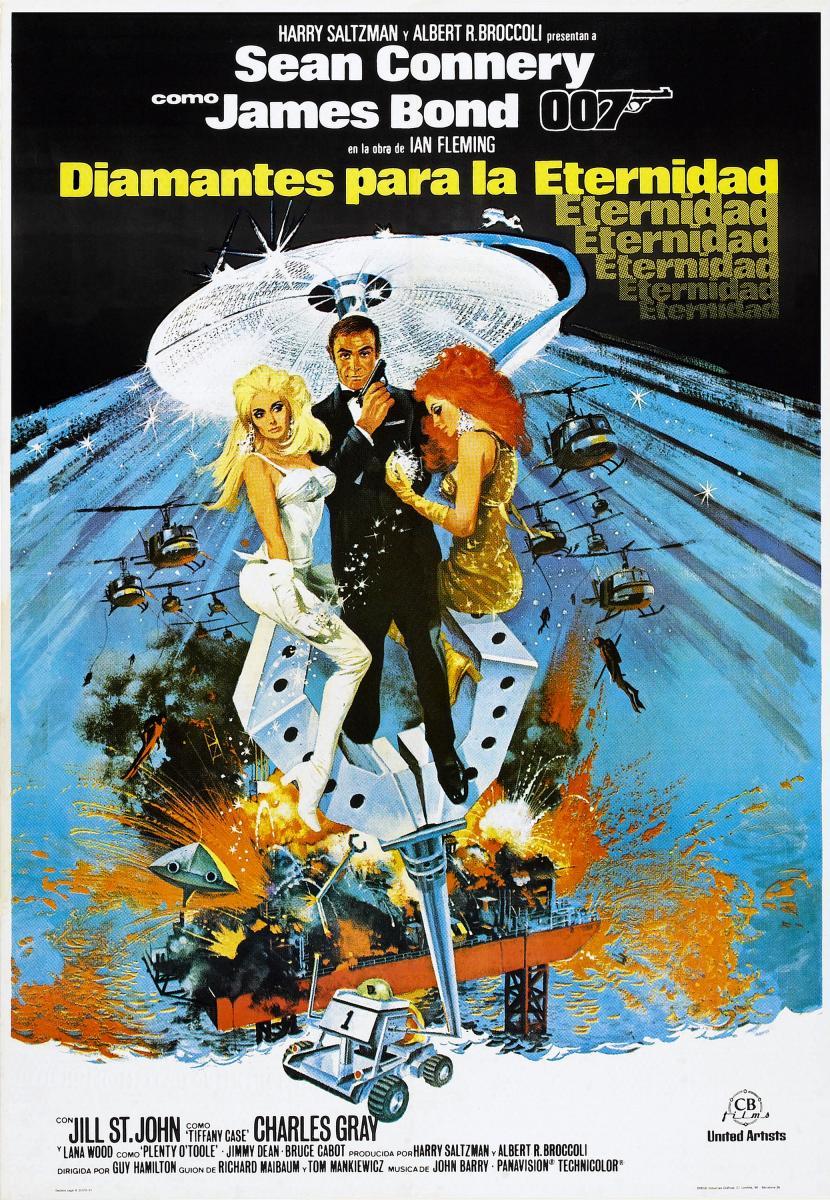 HARRY SALTZMAN Y ALBERT R. BROCCOLI presentan a
Sean Connery
como James Bond 007
en la obra de IAN FLEMING
Diamantes para la Eternidad
Eternidad
Eternidad
Eternidad
Eternidad
Eternidad
1
CON JILL ST. JOHN COMO 'TIFFANY CASE' CHARLES GRAY
Y LANA WOOD COMO 'PLENTY O'TOOLE' · JIMMY DEAN · BRUCE CABOT PRODUCIDA POR HARRY SALTZMAN Y ALBERT R. BROCCOLI
DIRIGIDA POR GUY HAMILTON GUION DE RICHARD MAIBAUM Y TOM MANKIEWICZ MUSICA DE JOHN BARRY · PANAVISION® TECHNICOLOR®
CB
films
United Artists